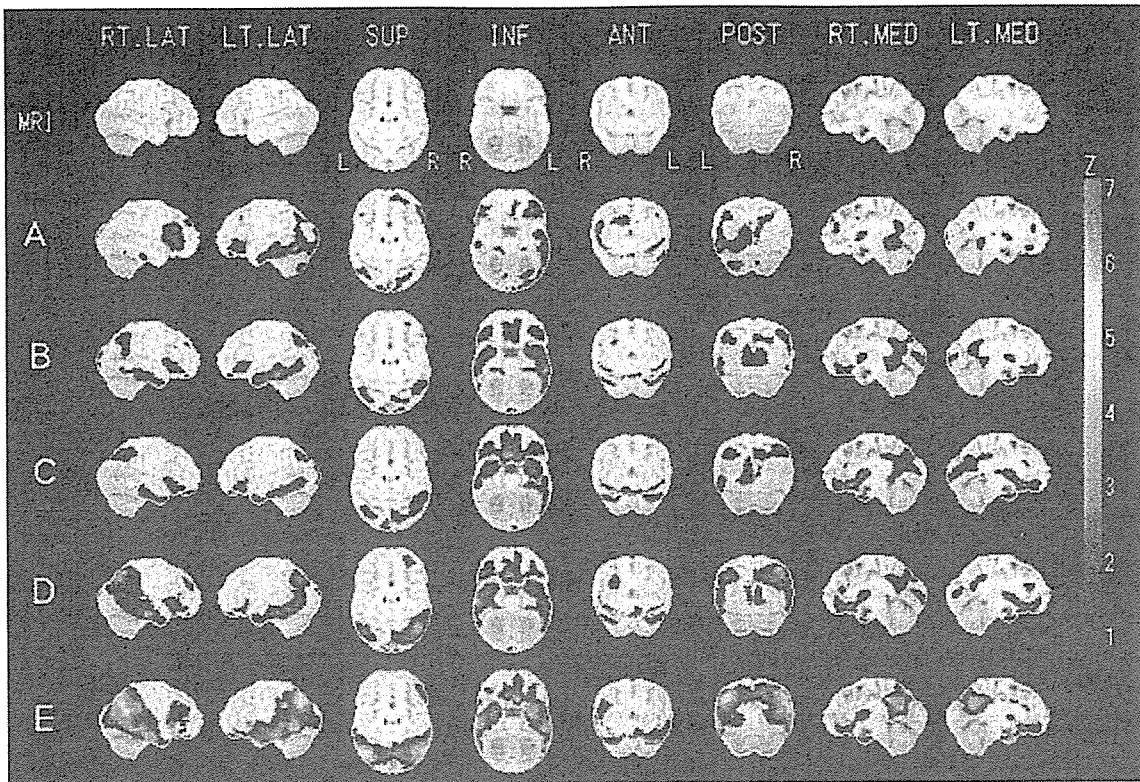 RT.LAT LT.LAT SUP INF ANT POST RT.MED LT.MED
MRI
L R R L R L L R
Z
7
A
6
B
5
4
C
3
D
2
1
E